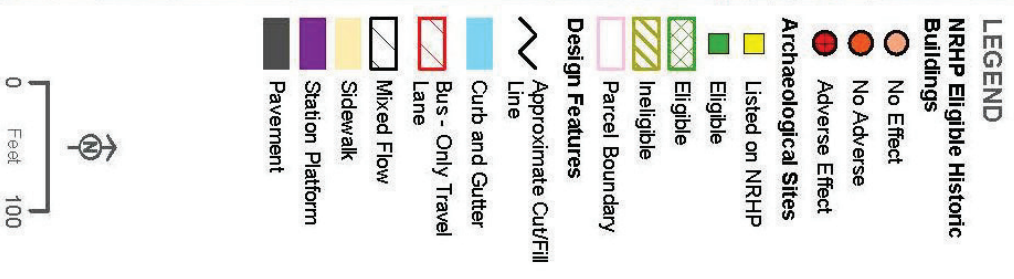 LEGEND
NRHP Eligible Historic
Buildings
No Effect
No Adverse
Adverse Effect
Archaeological Sites
Listed on NRHP
Eligible
Eligible
Ineligible
Parcel Boundary
Design Features
Approximate Cut/Fill
Line
Curb and Gutter
Bus - Only Travel
Lane
Mixed Flow
Sidewalk
Station Platform
Pavement
N
0 Feet 100